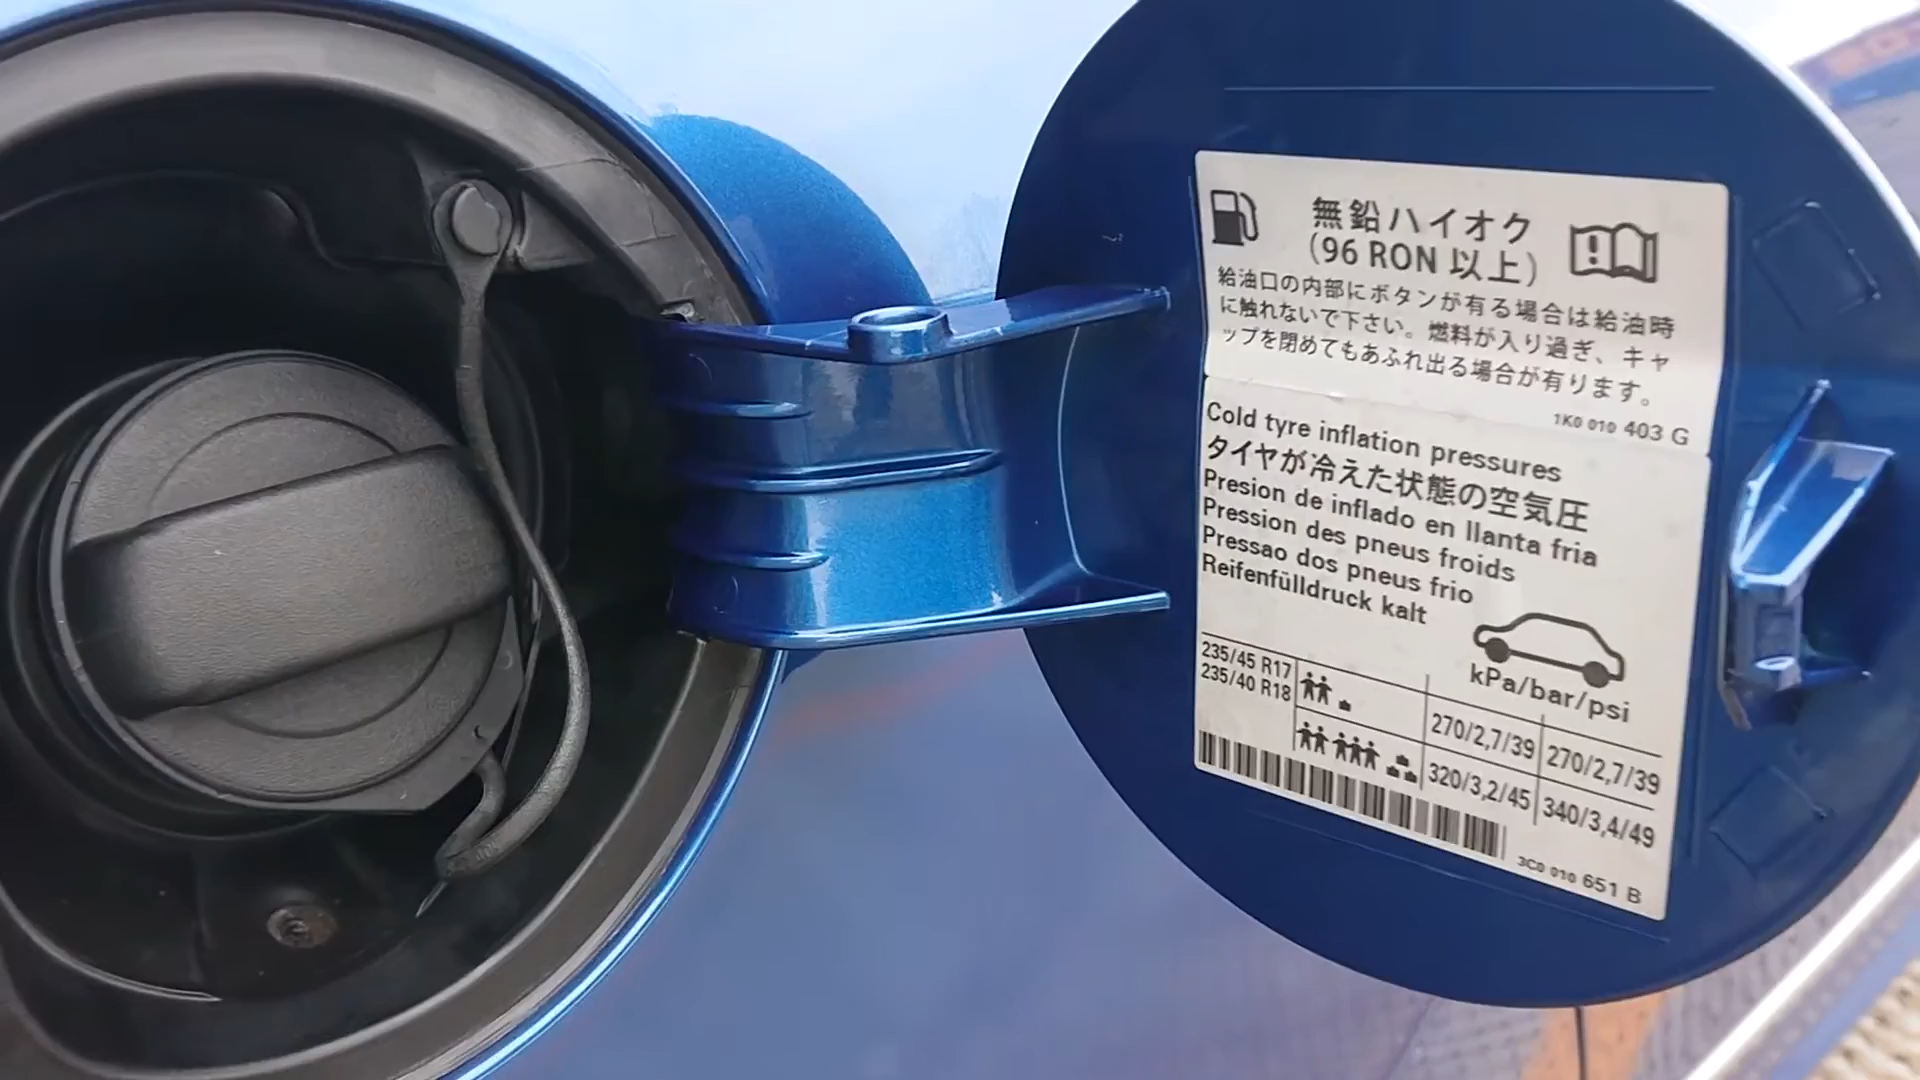 無鉛ハイオク
(96 RON 以上)
給油口の内部にボタンが有る場合は給油時
に触れないで下さい。燃料が入り過ぎ、キャ
ップを閉めてもあふれ出る場合が有ります。
1K0 010 403 G
Cold tyre inflation pressures
タイヤが冷えた状態の空気圧
Presion de inflado en llanta fria
Pression des pneus froids
Pressao dos pneus frio
Reifenfülldruck kalt
kPa/bar/psi
235/45 R17
235/40 R18
270/2,7/39 270/2,7/39
320/3,2/45 340/3,4/49
3C0 010 651 B